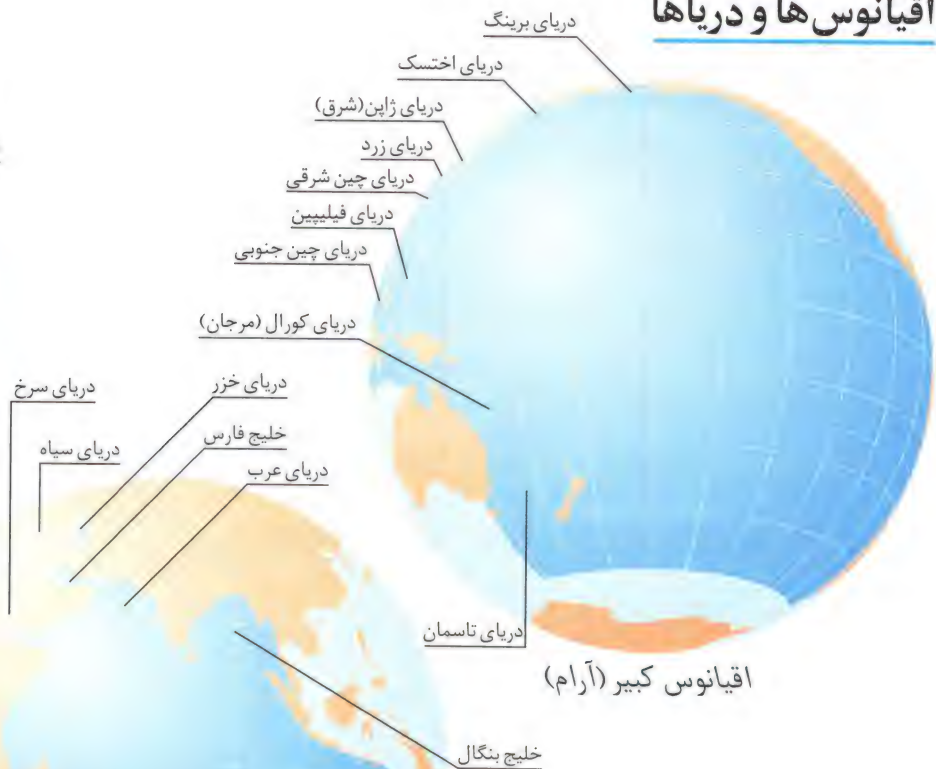 اقیانوس‌ها و دریاها
دریای برینگ
دریای اختسک
دریای ژاپن(شرق)
دریای زرد
دریای چین شرقی
دریای فیلیپین
دریای چین جنوبی
دریای کورال (مرجان)
دریای تاسمان
اقیانوس کبیر (آرام)
دریای خزر
دریای سرخ
خلیج فارس
دریای سیاه
دریای عرب
خلیج بنگال